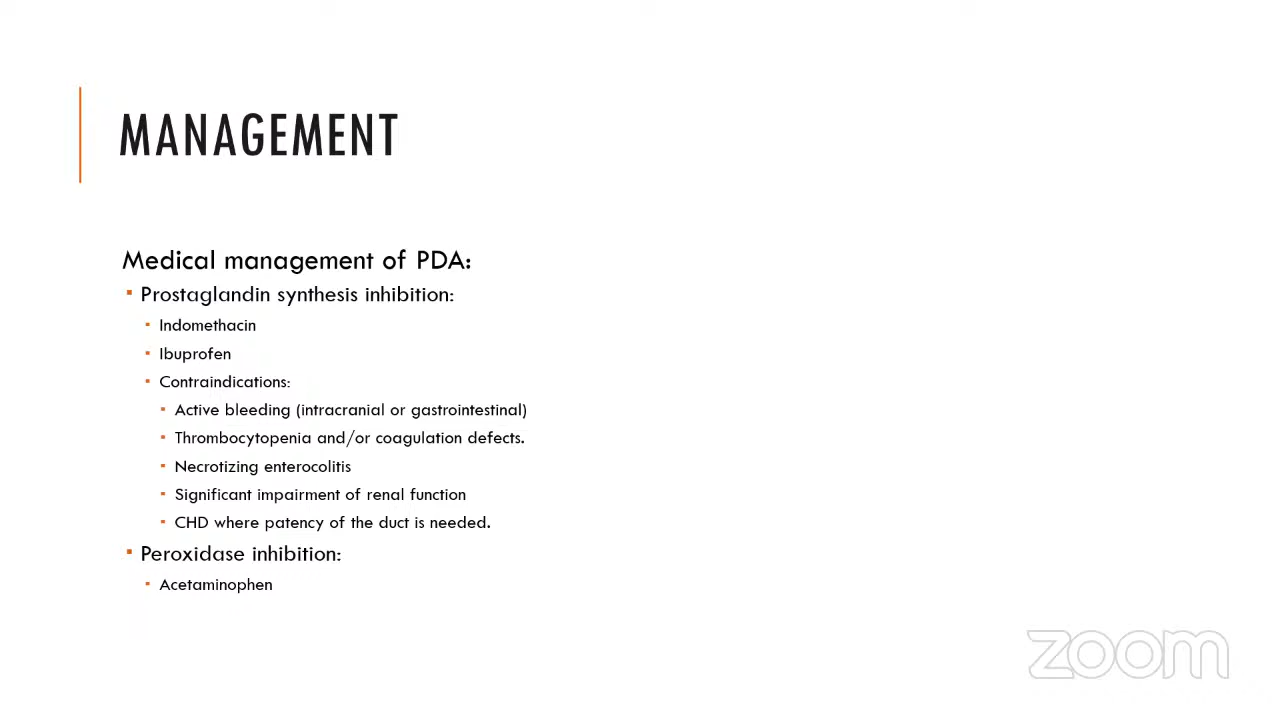 MANAGEMENT
Medical management of PDA:
Prostaglandin synthesis inhibition:
Indomethacin
Ibuprofen
Contraindications:
Active bleeding (intracranial or gastrointestinal)
Thrombocytopenia and/or coagulation defects.
Necrotizing enterocolitis
Significant impairment of renal function
CHD where patency of the duct is needed.
Peroxidase inhibition:
Acetaminophen
zoom